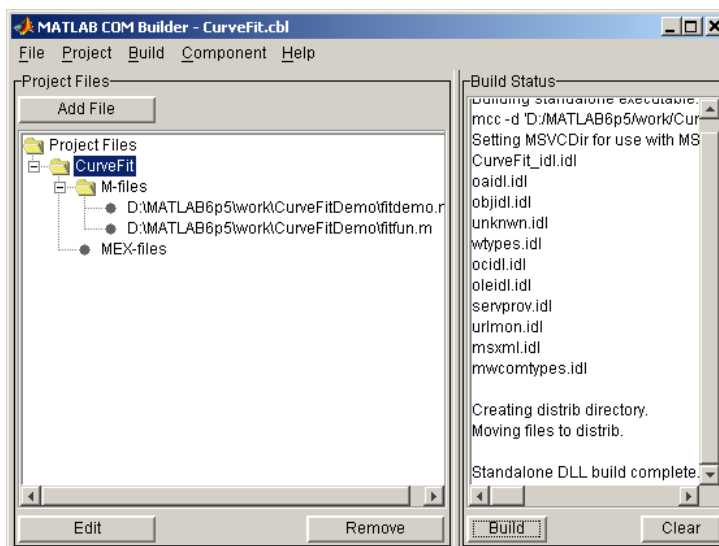 MATLAB COM Builder - CurveFit.cbl
File Project Build Component Help
Project Files
Add File
Project Files
CurveFit
M-files
D:\MATLAB6p5\work\CurveFitDemo\fitdemo.r
D:\MATLAB6p5\work\CurveFitDemo\fitfun.m
MEX-files
Edit Remove
Build Status
Building standalone executable.
mcc -d 'D:/MATLAB6p5/work/Cur
Setting MSVCDir for use with MS
CurveFit_idl.idl
oaidl.idl
objidl.idl
unknwn.idl
wtypes.idl
ocidl.idl
oleidl.idl
servprov.idl
urlmon.idl
msxml.idl
mwcomtypes.idl
Creating distrib directory.
Moving files to distrib.
Standalone DLL build complete.
Build Clear